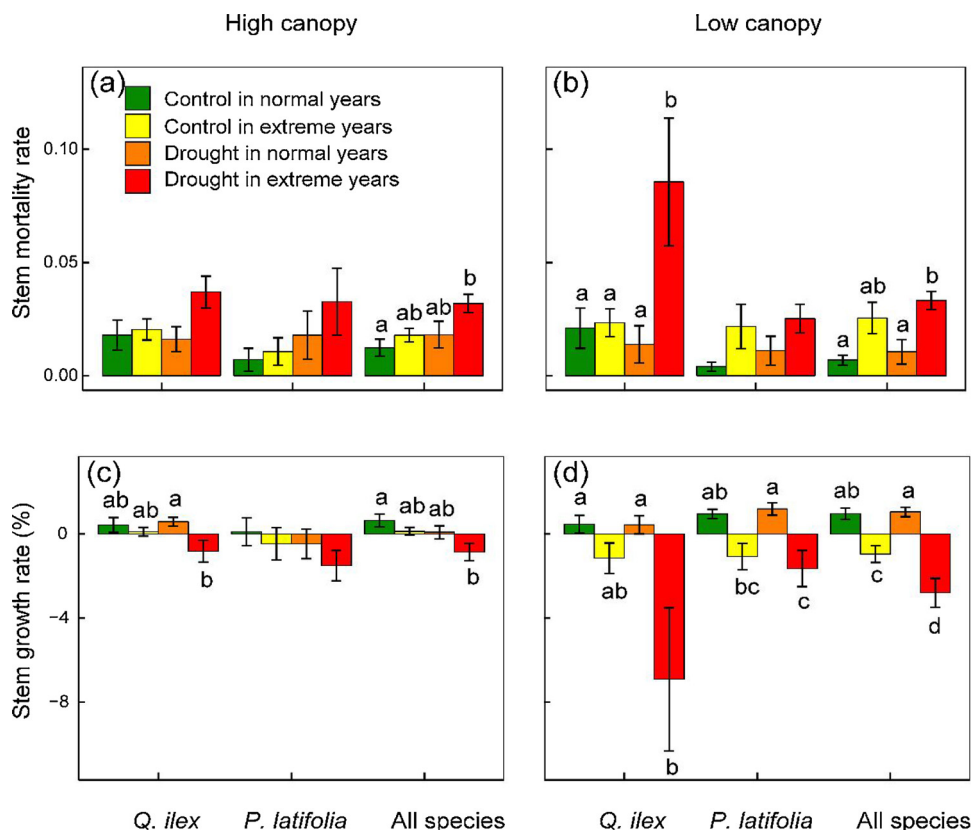 High canopy
Low canopy
(a)
Control in normal years
Control in extreme years
Drought in normal years
Drought in extreme years
Stem mortality rate
0.10
0.05
0.00
a ab ab b
(b)
a a a b
a ab a b
(c)
Stem growth rate (%)
0
−4
−8
ab ab a b
a ab ab b
(d)
a ab a b
ab bc a c
ab c a d
Q. ilex P. latifolia All species
Q. ilex P. latifolia All species